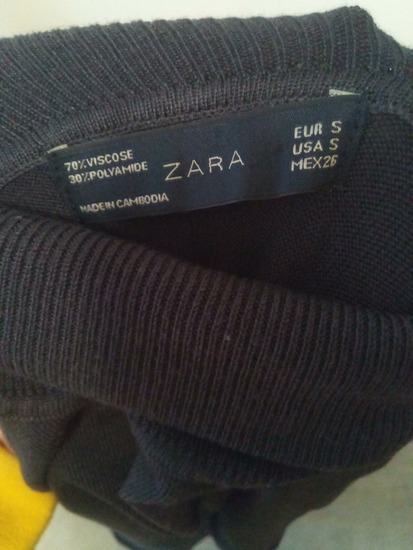 70% VISCOSE
30% POLYAMIDE
MADE IN CAMBODIA
ZARA
EUR S
USA S
MEX 26